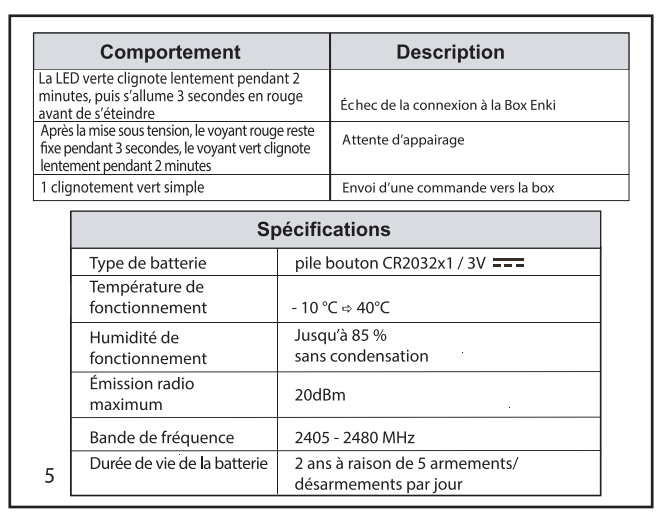 Comportement Description
La LED verte clignote lentement pendant 2
minutes, puis s’allume 3 secondes en rouge
avant de s’éteindre
Échec de la connexion à la Box Enki
Après la mise sous tension, le voyant rouge reste
fixe pendant 3 secondes, le voyant vert clignote
lentement pendant 2 minutes
Attente d’appairage
1 clignotement vert simple
Envoi d’une commande vers la box
Spécifications
Type de batterie
pile bouton CR2032x1 / 3V ⎓
Température de
fonctionnement
- 10 °C ⇨ 40°C
Humidité de
fonctionnement
Jusqu’à 85 %
sans condensation
Émission radio
maximum
20dBm
Bande de fréquence
2405 - 2480 MHz
Durée de vie de la batterie
2 ans à raison de 5 armements/
désarmements par jour
5